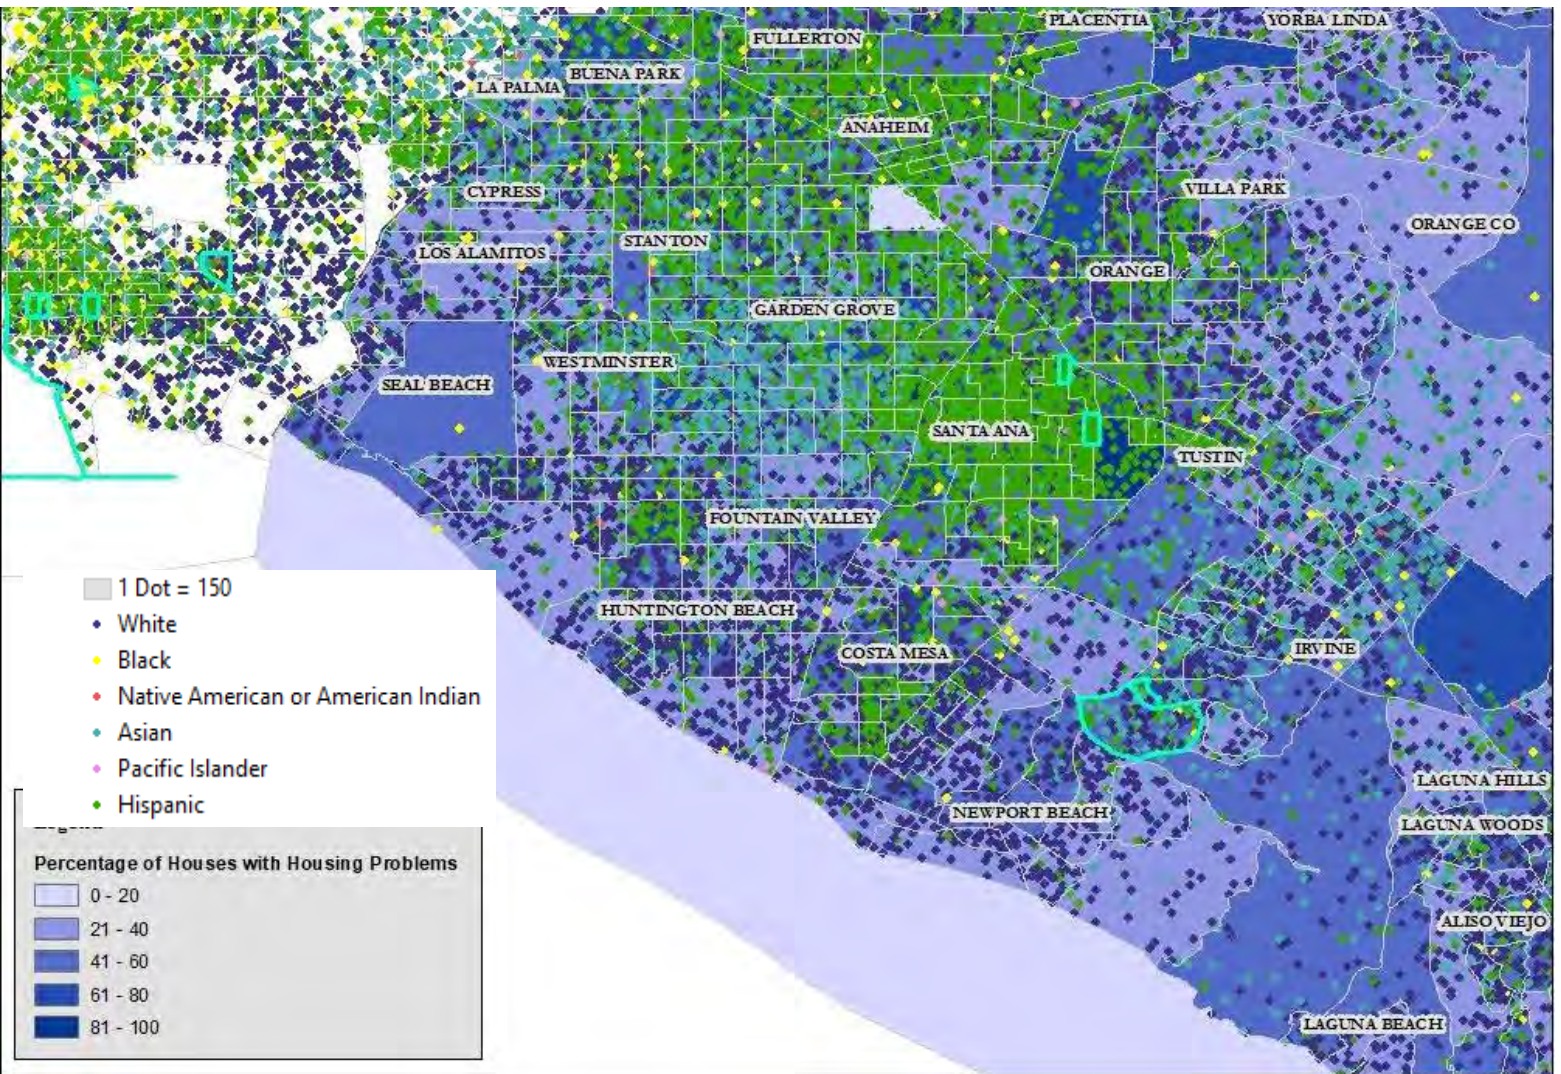 PLACENTIA
YORBA LINDA
FULLERTON
BUENA PARK
LA PALMA
ANAHEIM
CYPRESS
VILLA PARK
ORANGE CO
STANTON
LOS ALAMITOS
ORANGE
GARDEN GROVE
WESTMINSTER
SEAL BEACH
SANTA ANA
TUSTIN
FOUNTAIN VALLEY
1 Dot = 150
White
Black
Native American or American Indian
Asian
Pacific Islander
Hispanic
HUNTINGTON BEACH
COSTA MESA
IRVINE
LAGUNA HILLS
NEWPORT BEACH
LAGUNA WOODS
ALISO VIEJO
LAGUNA BEACH
Percentage of Houses with Housing Problems
0 - 20
21 - 40
41 - 60
61 - 80
81 - 100